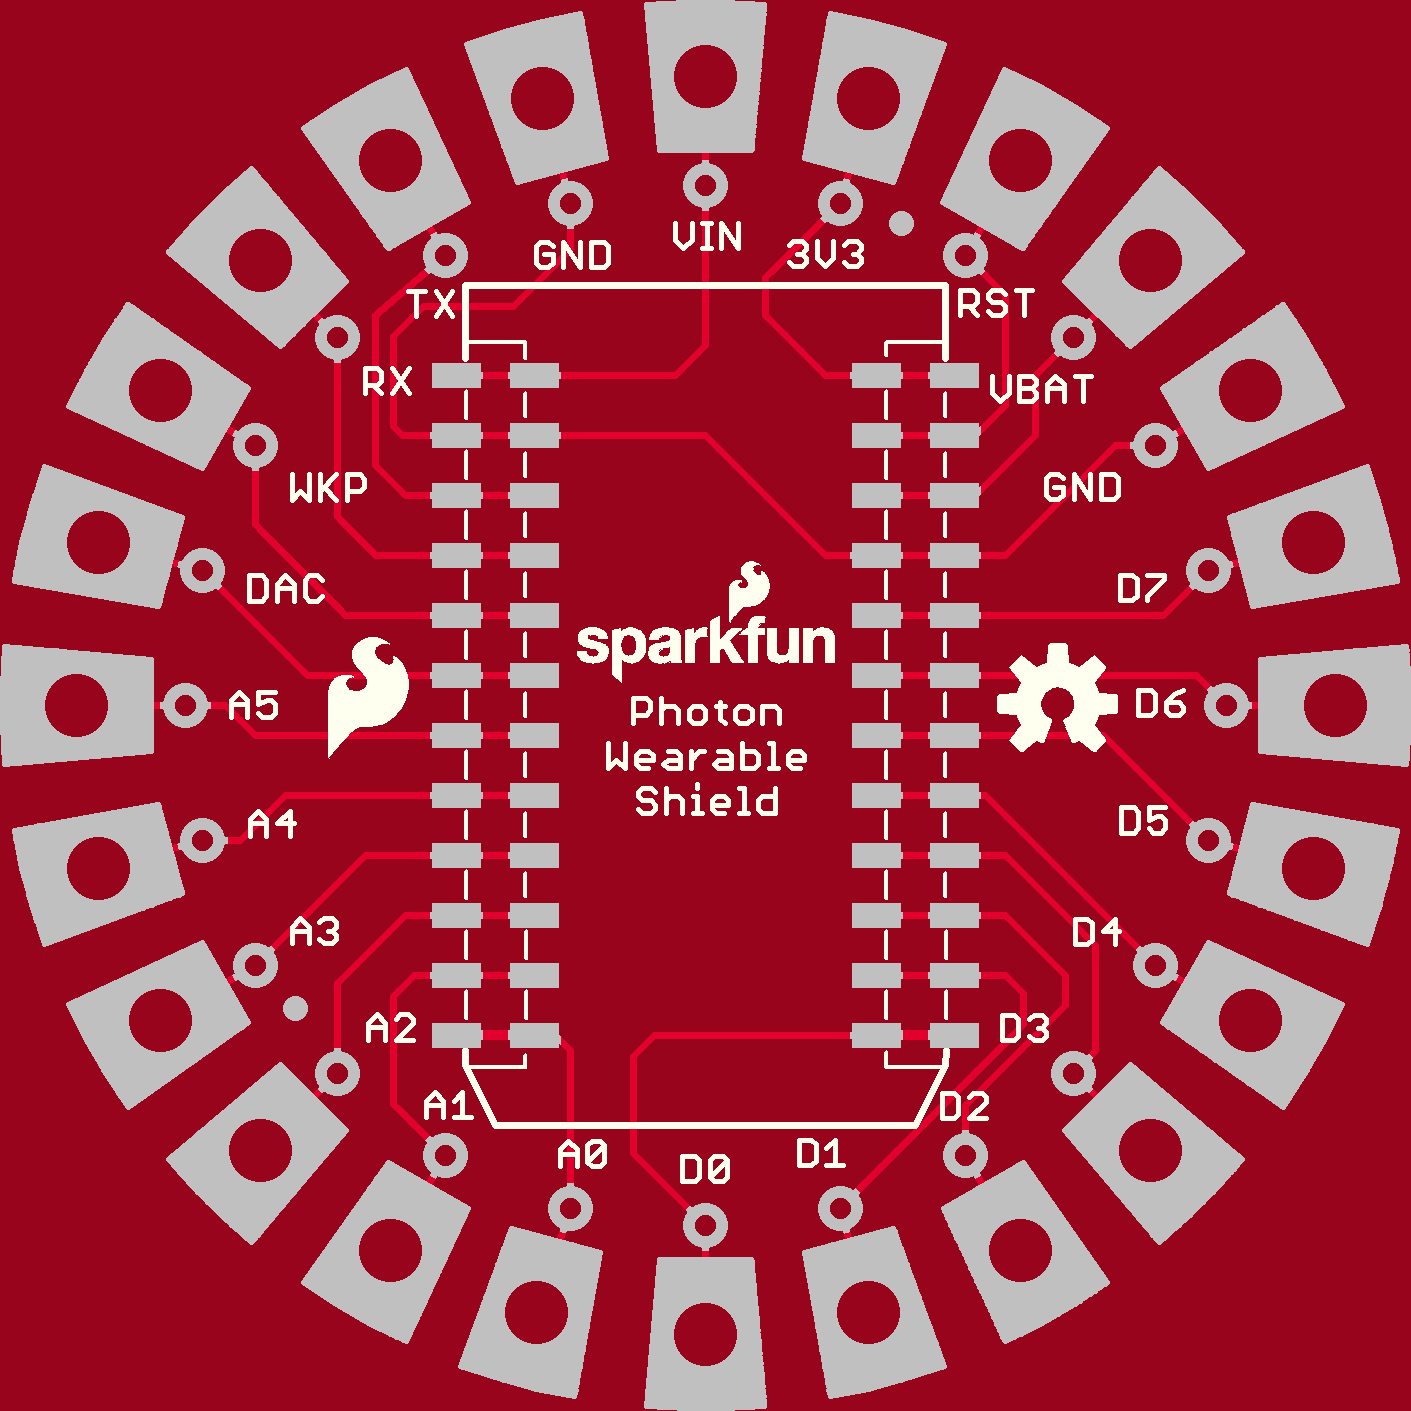 VIN
GND
3V3
TX
RST
RX
VBAT
WKP
GND
DAC
D7
sparkfun
A5
Photon
D6
Wearable
Shield
A4
D5
A3
D4
A2
D3
A1
D2
A0
D1
D0